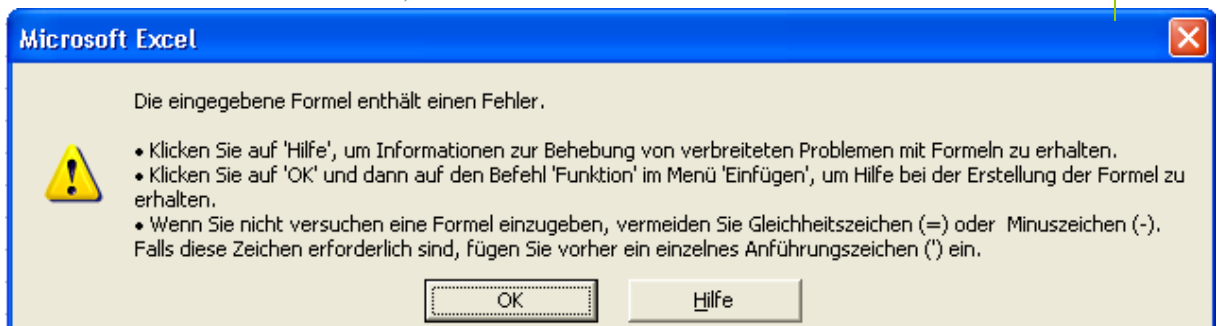 Microsoft Excel
Die eingegebene Formel enthält einen Fehler.
• Klicken Sie auf 'Hilfe', um Informationen zur Behebung von verbreiteten Problemen mit Formeln zu erhalten.
• Klicken Sie auf 'OK' und dann auf den Befehl 'Funktion' im Menü 'Einfügen', um Hilfe bei der Erstellung der Formel zu
erhalten.
• Wenn Sie nicht versuchen eine Formel einzugeben, vermeiden Sie Gleichheitszeichen (=) oder Minuszeichen (-).
Falls diese Zeichen erforderlich sind, fügen Sie vorher ein einzelnes Anführungszeichen (') ein.
OK
Hilfe